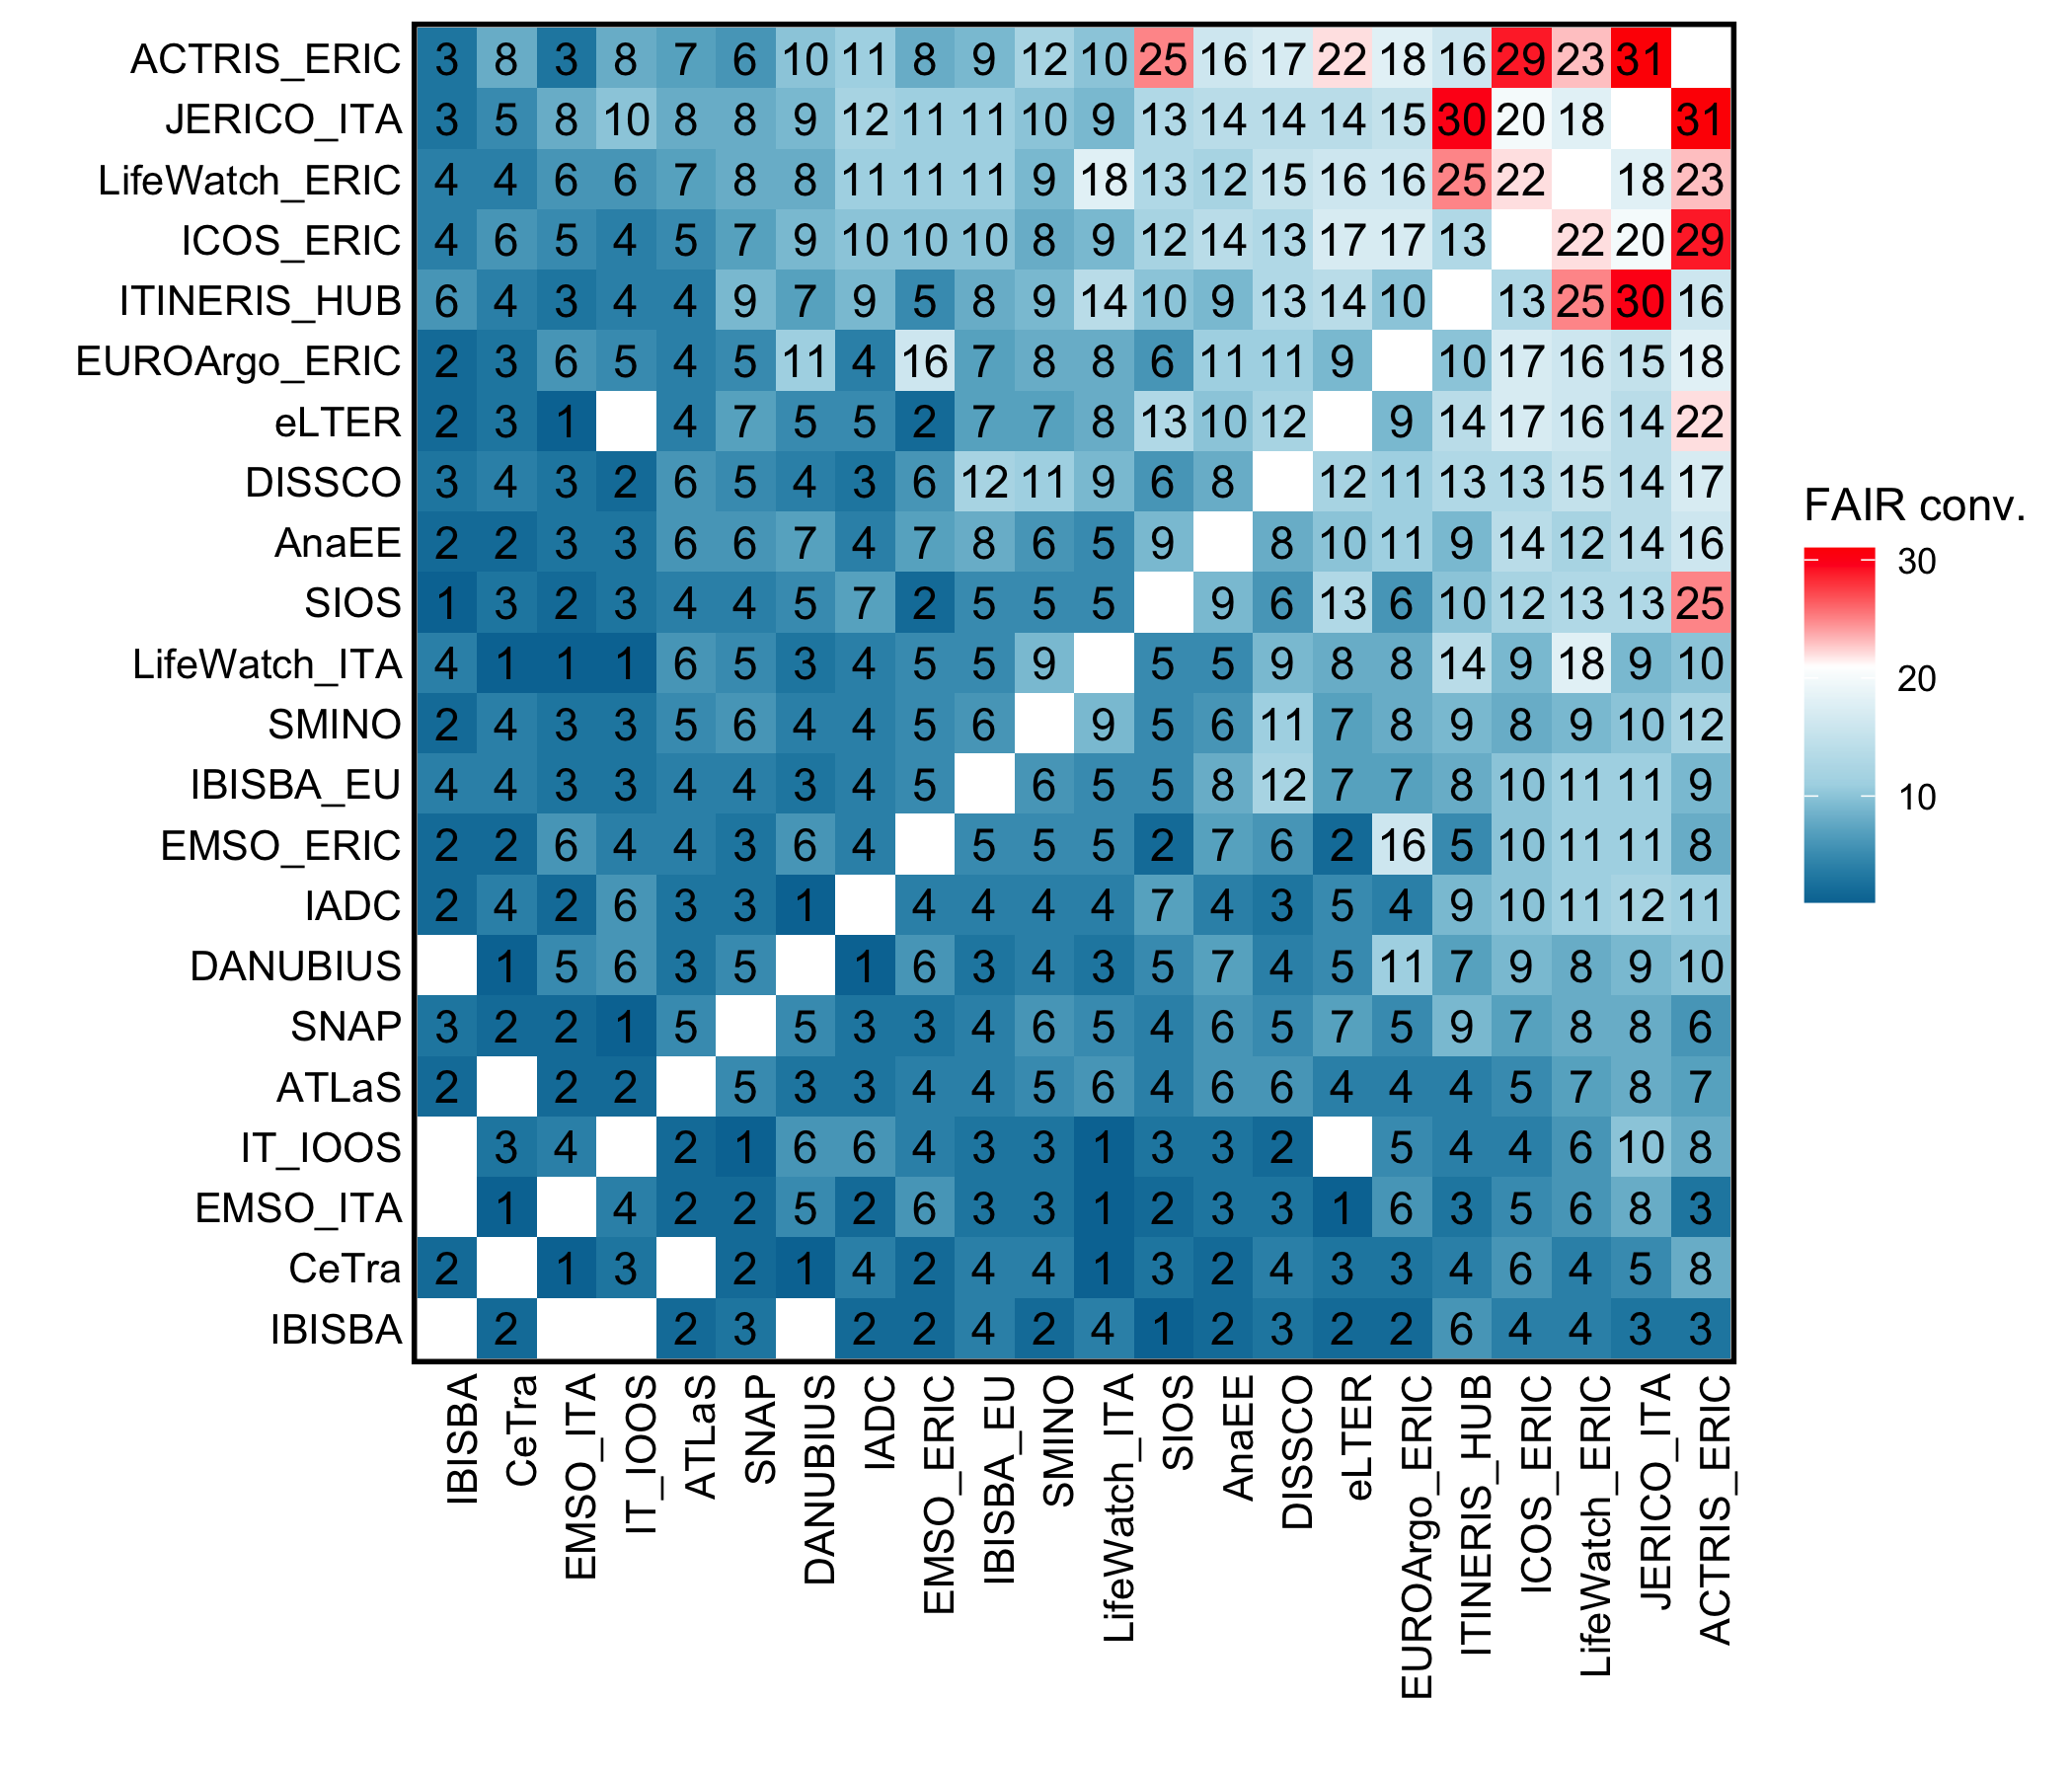 ACTRIS_ERIC 3 8 3 8 7 6 10 11 8 9 12 10 25 16 17 22 18 16 29 23 31
JERICO_ITA 3 5 8 10 8 8 9 12 11 11 10 9 13 14 14 14 15 30 20 18 31
LifeWatch_ERIC 4 4 6 6 7 8 8 11 11 11 9 18 13 12 15 16 16 25 22 18 23
ICOS_ERIC 4 6 5 4 5 7 9 10 10 10 8 9 12 14 13 17 17 13 22 20 29
ITINERIS_HUB 6 4 3 4 4 9 7 9 5 8 9 14 10 9 13 14 10 13 25 30 16
EUROArgo_ERIC 2 3 6 5 4 5 11 4 16 7 8 8 6 11 11 9 10 17 16 15 18
eLTER 2 3 1 4 7 5 5 2 7 7 8 13 10 12 9 14 17 16 14 22
DISSCO 3 4 3 2 6 5 4 3 6 12 11 9 6 8 12 11 13 13 15 14 17
AnaEE 2 2 3 3 6 6 7 4 7 8 6 5 9 8 10 11 9 14 12 14 16
SIOS 1 3 2 3 4 4 5 7 2 5 5 5 9 6 13 6 10 12 13 13 25
LifeWatch_ITA 4 1 1 1 6 5 3 4 5 5 9 5 5 9 8 8 14 9 18 9 10
SMINO 2 4 3 3 5 6 4 4 5 6 9 5 6 11 7 8 9 8 9 10 12
IBISBA_EU 4 4 3 3 4 4 3 4 5 6 5 5 8 12 7 7 8 10 11 11 9
EMSO_ERIC 2 2 6 4 4 3 6 4 5 5 5 2 7 6 2 16 5 10 11 11 8
IADC 2 4 2 6 3 3 1 4 4 4 4 7 4 3 5 4 9 10 11 12 11
DANUBIUS 1 5 6 3 5 1 6 3 4 3 5 7 4 5 11 7 9 8 9 10
SNAP 3 2 2 1 5 5 3 3 4 6 5 4 6 5 7 5 9 7 8 8 6
ATLaS 2 2 2 5 3 3 4 4 5 6 4 6 6 4 4 4 5 7 8 7
IT_IOOS 3 4 2 1 6 6 4 3 3 1 3 3 2 5 4 4 6 10 8
EMSO_ITA 1 4 2 2 5 2 6 3 3 1 2 3 3 1 6 3 5 6 8 3
CeTra 2 1 3 2 1 4 2 4 4 1 3 2 4 3 3 4 6 4 5 8
IBISBA 2 2 3 2 2 4 2 4 1 2 3 2 2 6 4 4 3 3
IBISBA
CeTra
EMSO_ITA
IT_IOOS
ATLaS
SNAP
DANUBIUS
IADC
EMSO_ERIC
IBISBA_EU
SMINO
LifeWatch_ITA
SIOS
AnaEE
DISSCO
eLTER
EUROArgo_ERIC
ITINERIS_HUB
ICOS_ERIC
LifeWatch_ERIC
JERICO_ITA
ACTRIS_ERIC
FAIR conv.
30
20
10